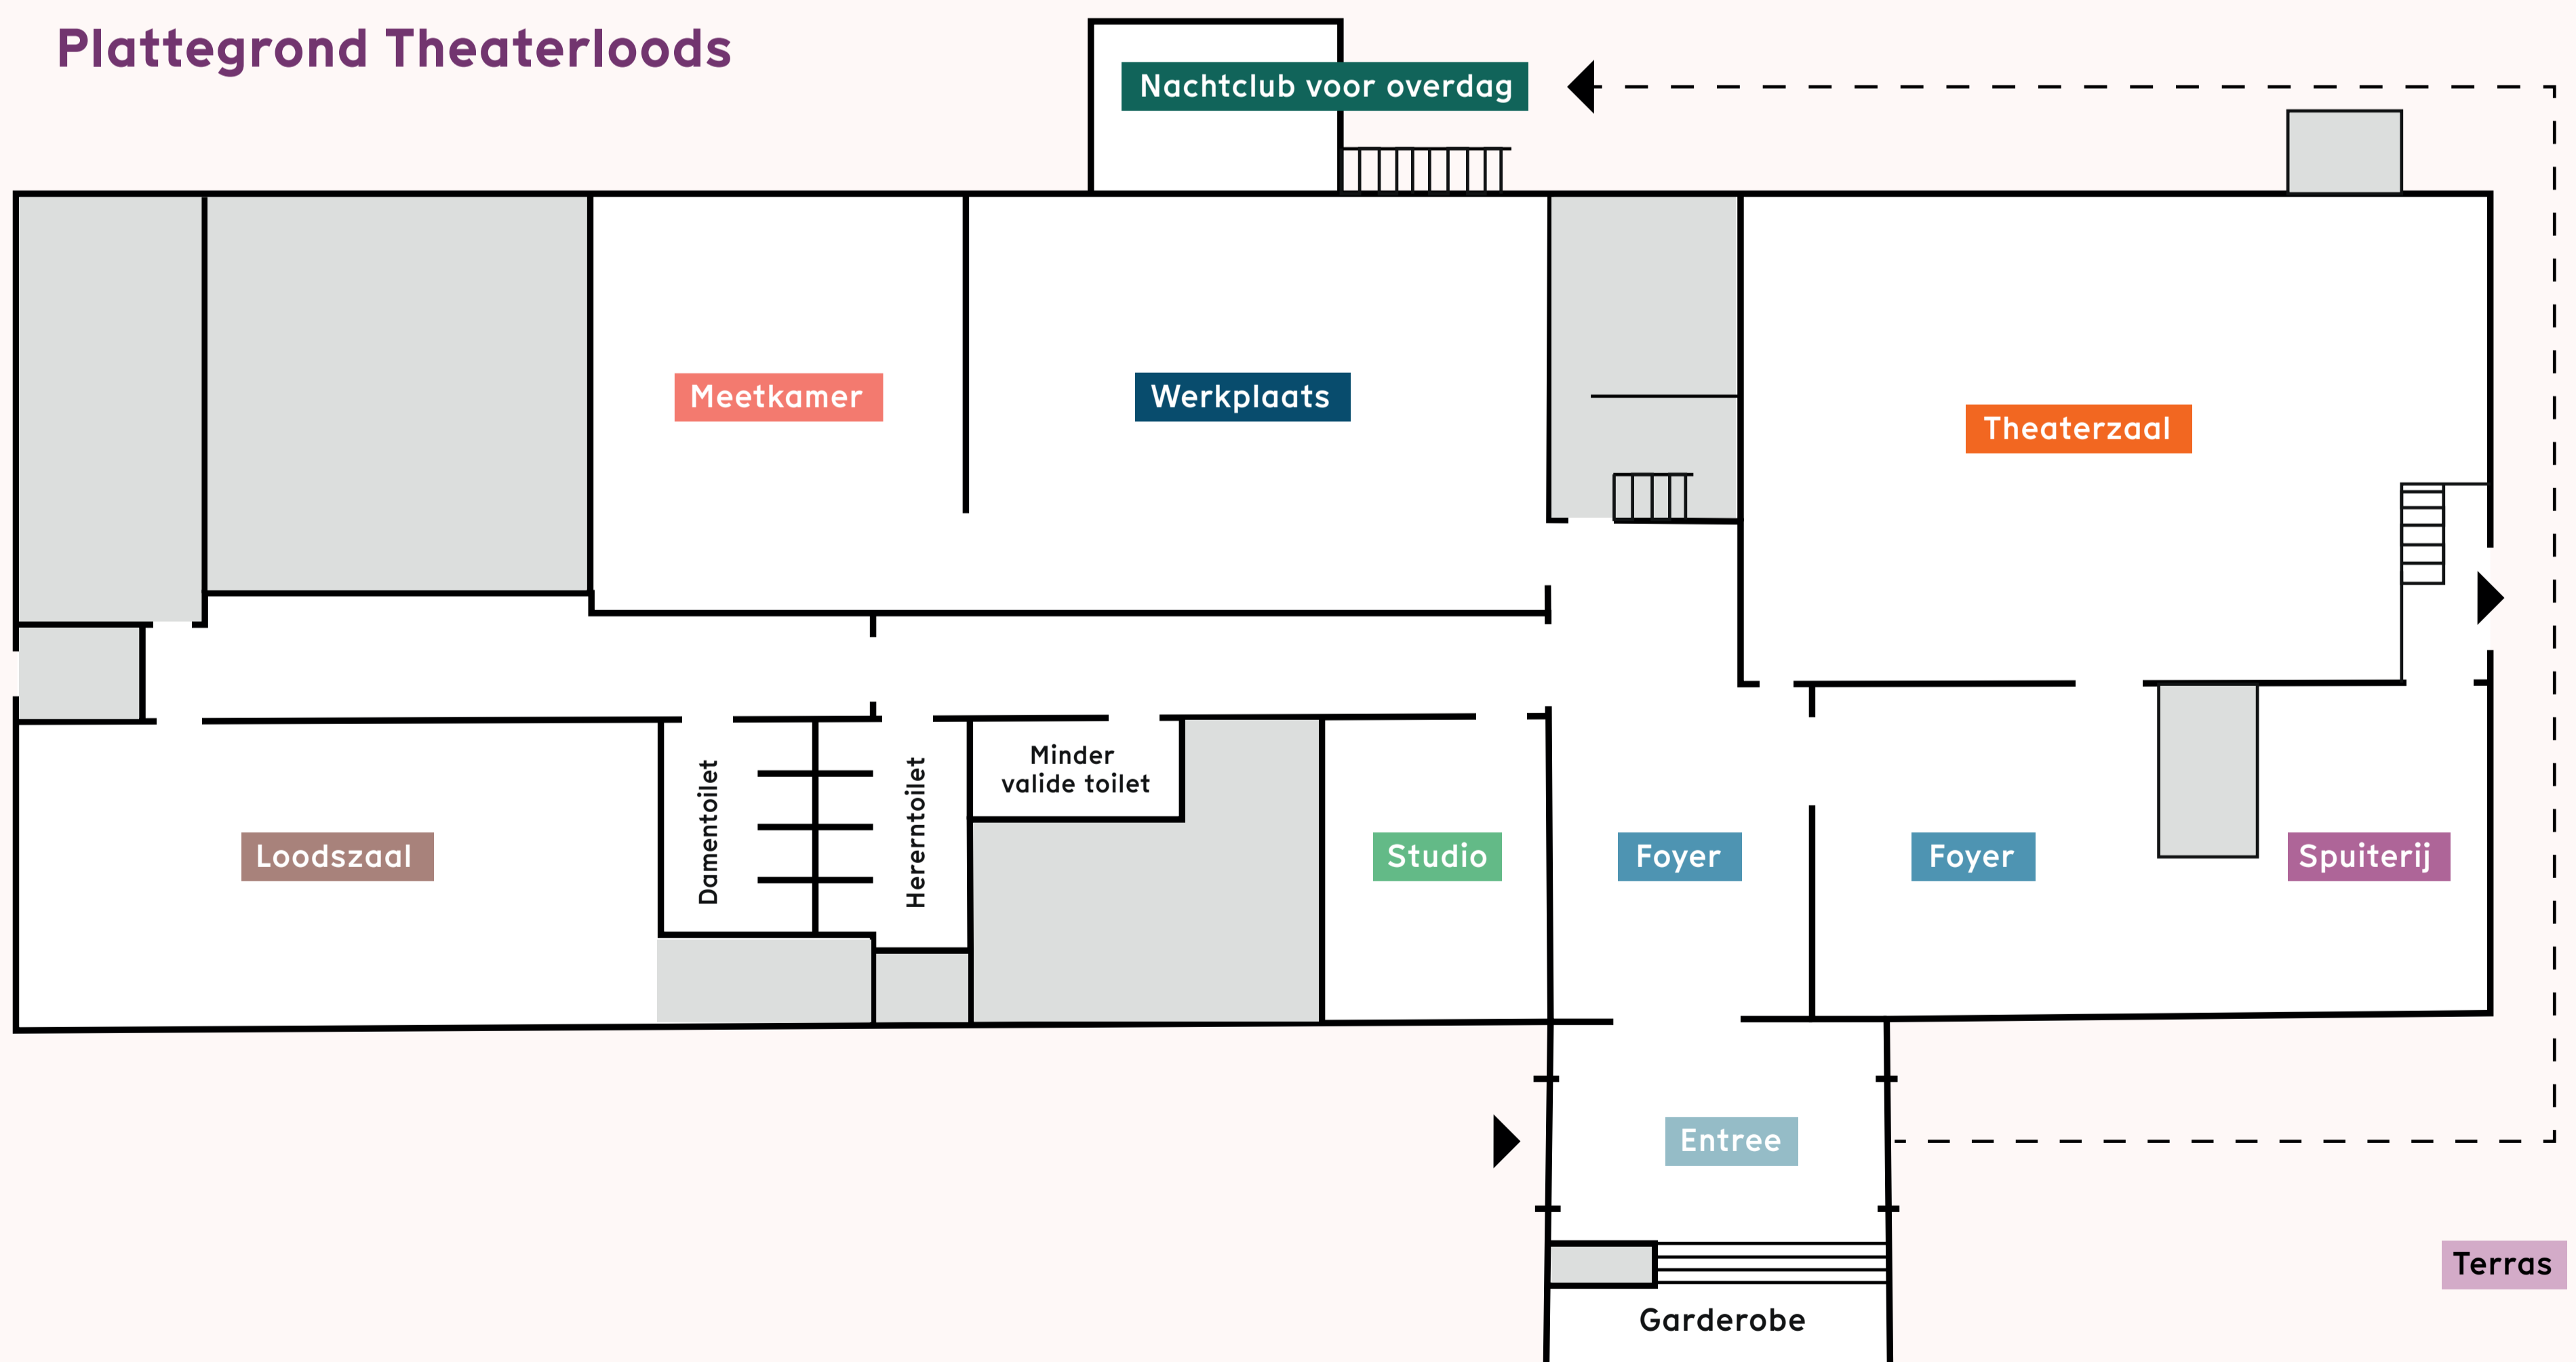 Plattegrond Theaterloods
Nachtclub voor overdag
Meetkamer
Werkplaats
Theaterzaal
Minder
valide toilet
Damentoilet
Hererntoilet
Loodszaal
Studio
Foyer
Foyer
Spuiterij
Entree
Terras
Garderobe